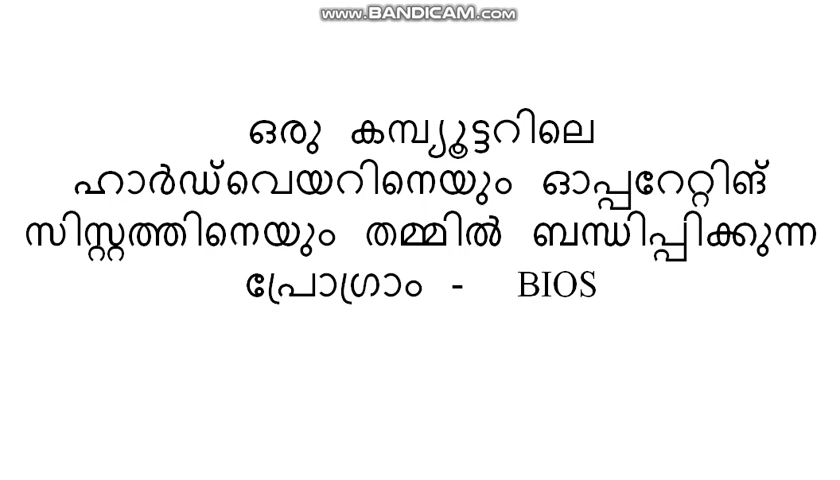 www.BANDICAM.com
ഒരു കമ്പ്യൂട്ടറിലെ
ഹാർഡ്‌വെയറിനെയും ഓപ്പറേറ്റിങ്
സിസ്റ്റത്തിനെയും തമ്മിൽ ബന്ധിപ്പിക്കുന്ന
പ്രോഗ്രാം - BIOS